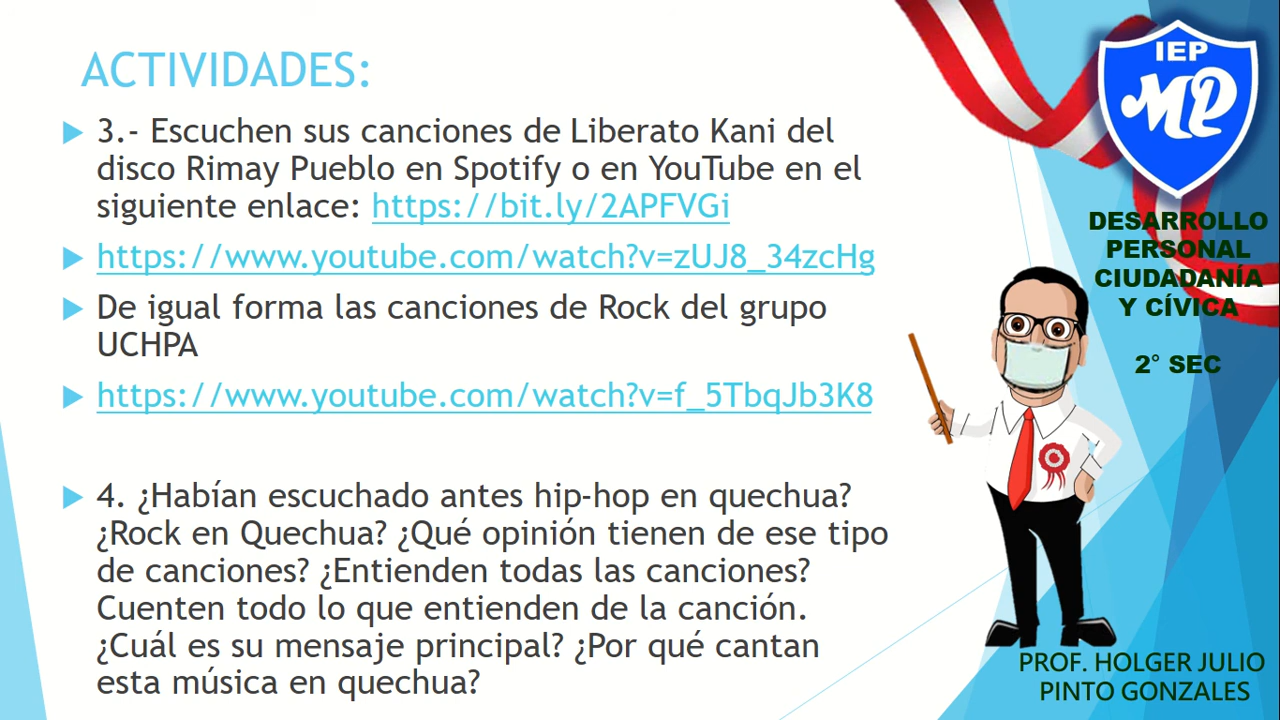 ACTIVIDADES:
3.- Escuchen sus canciones de Liberato Kani del
disco Rimay Pueblo en Spotify o en YouTube en el
siguiente enlace: https://bit.ly/2APFVGi
https://www.youtube.com/watch?v=zUJ8_34zcHg
De igual forma las canciones de Rock del grupo
UCHPA
https://www.youtube.com/watch?v=f_5TbqJb3K8
4. ¿Habían escuchado antes hip-hop en quechua?
¿Rock en Quechua? ¿Qué opinión tienen de ese tipo
de canciones? ¿Entienden todas las canciones?
Cuenten todo lo que entienden de la canción.
¿Cuál es su mensaje principal? ¿Por qué cantan
esta música en quechua?
IEP
MP
DESARROLLO
PERSONAL
CIUDADANÍA
Y CÍVICA
2° SEC
PROF. HOLGER JULIO
PINTO GONZALES